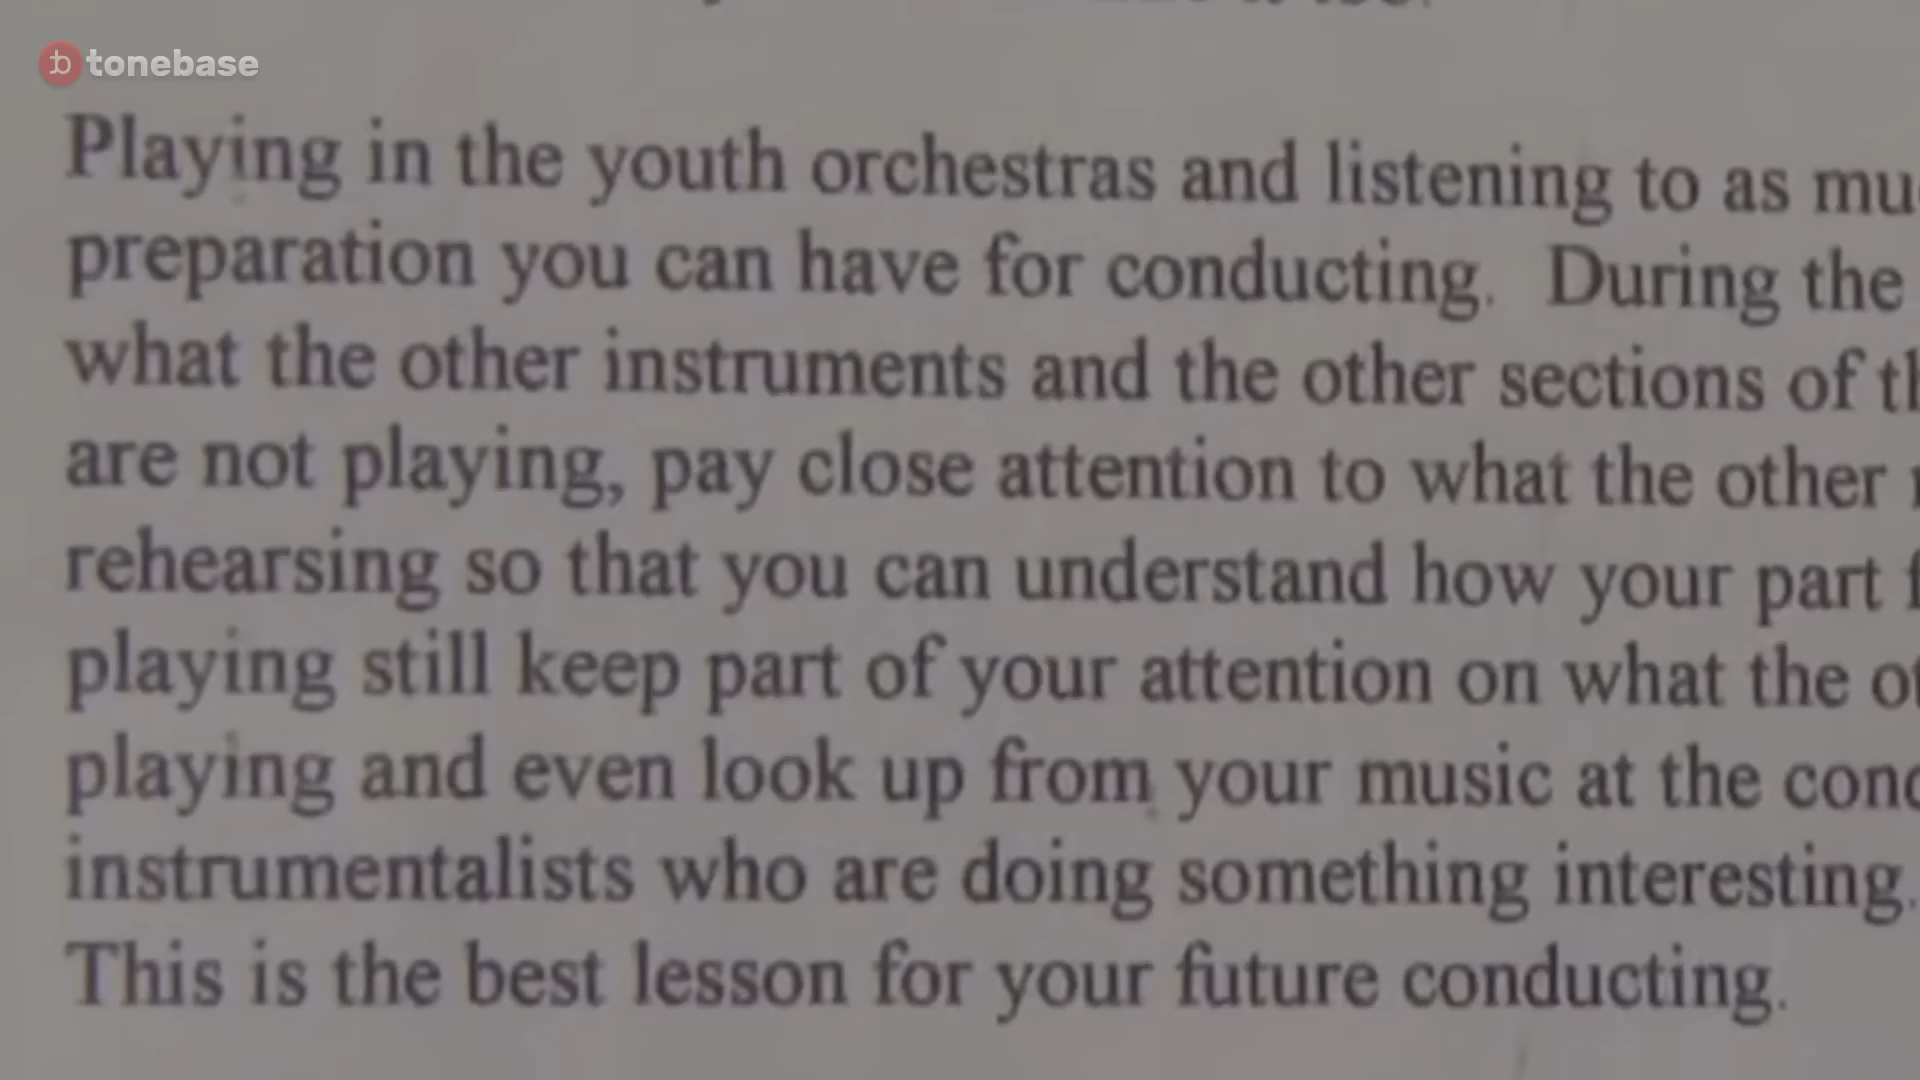 tonebase
Playing in the youth orchestras and listening to as
preparation you can have for conducting. During the
what the other instruments and the other sections of
are not playing, pay close attention to what the other
rehearsing so that you can understand how your part
playing still keep part of your attention on what the
playing and even look up from your music at the
instrumentalists who are doing something interesting.
This is the best lesson for your future conducting.